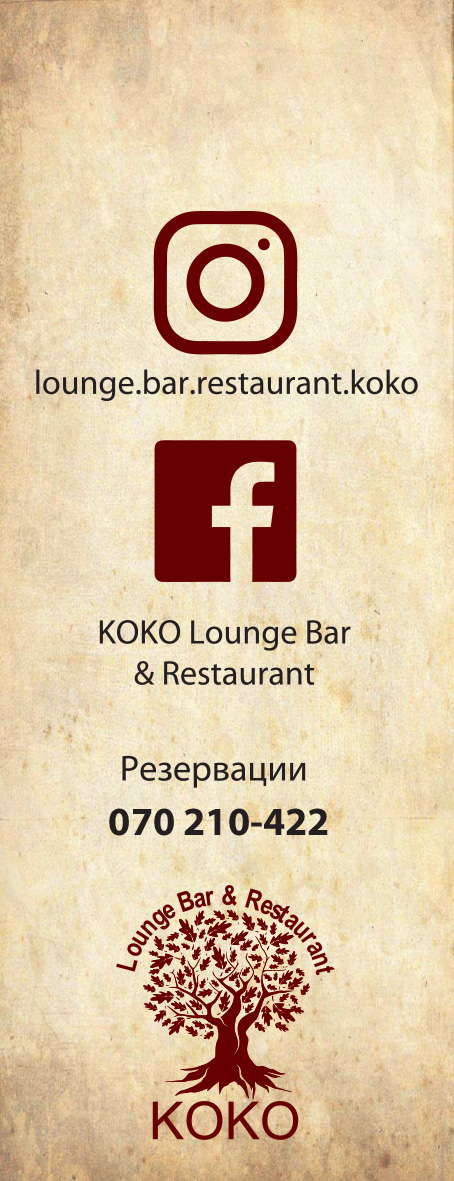 lounge.bar.restaurant.koko
KOKO Lounge Bar
& Restaurant
Резервации
070 210-422
Lounge Bar & Restaurant
KOKO